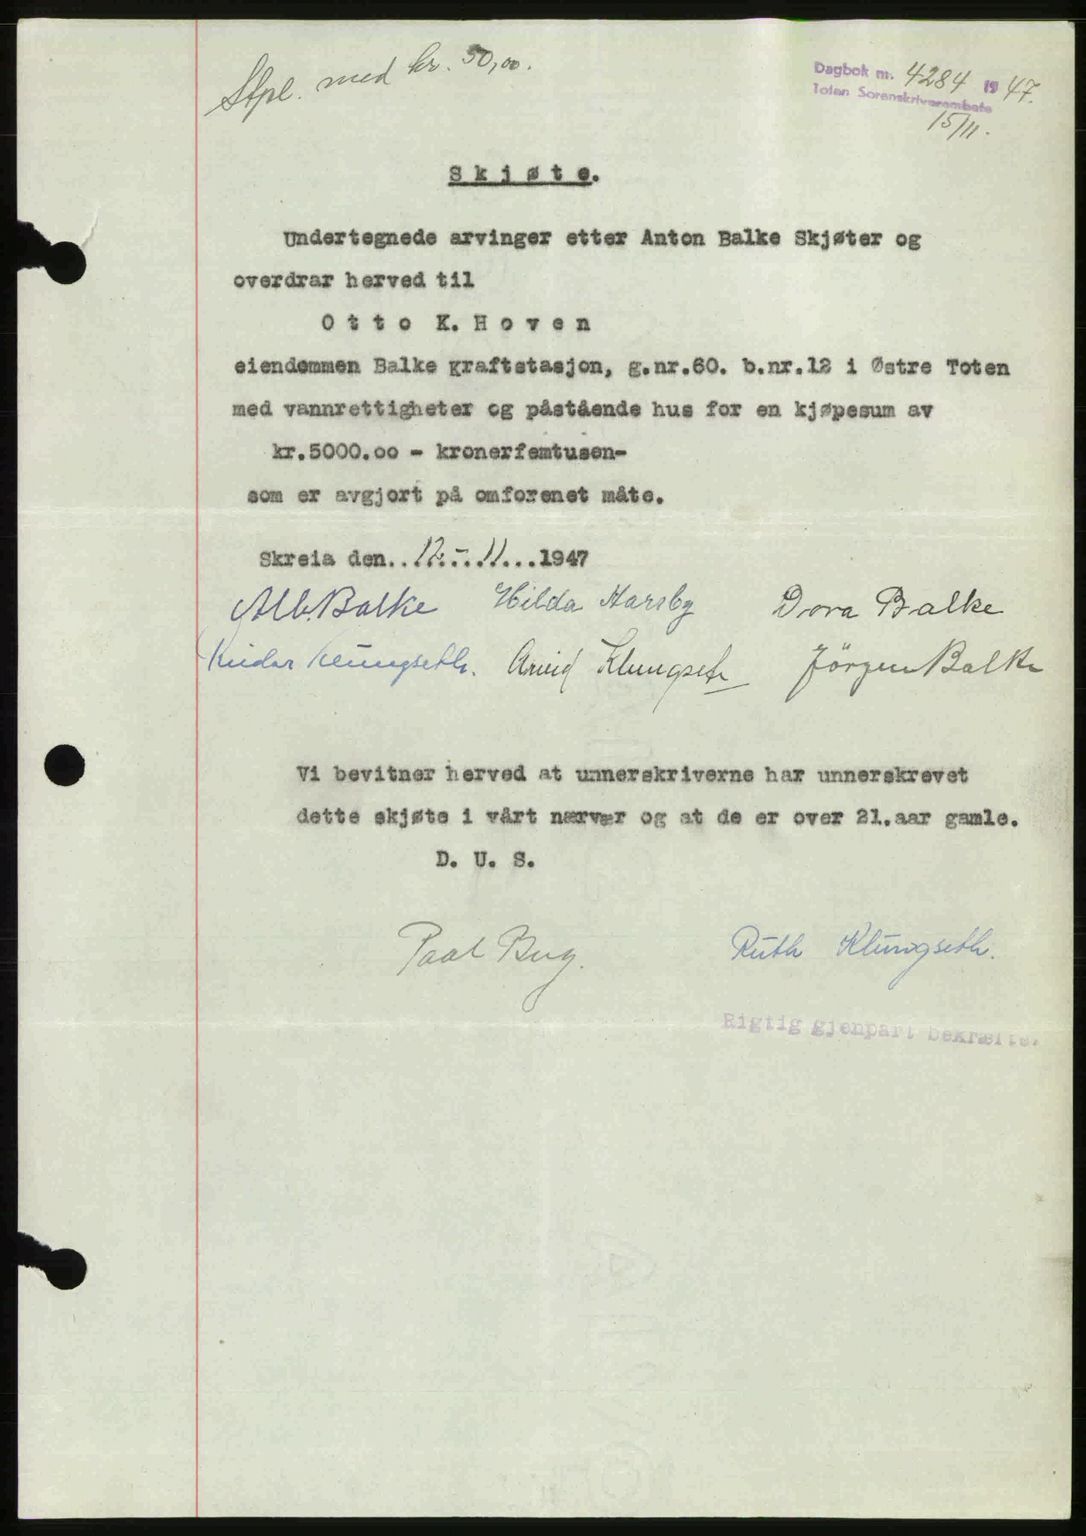 Stpl. med kr. 50,00.
Dagbok nr. 4284 1947.
Toten Sorenskriverembete
15/11.
Skjøte.
Undertegnede arvinger etter Anton Balke Skjøter og
overdrar herved til
Otto K. Hoven
eiendommen Balke kraftstasjon, g.nr.60. b.nr.12 i Østre Toten
med vannrettigheter og påstående hus for en kjøpesum av
kr.5000.oo - kronerfemtusen-
som er avgjort på omforenet måte.
Skreia den..12.-.11...1947
Alb. Balke Hilda Harsby Dora Balke
Klungseth. Arvid Klungseth Jörgen Balke
Vi bevitner herved at unnerskriverne har unnerskrevet
dette skjøte i vårt nærvær og at de er over 21.aar gamle.
D. U. S.
Paal Bug. Ruth Klungseth.
Rigtig gjenpart bekræftes